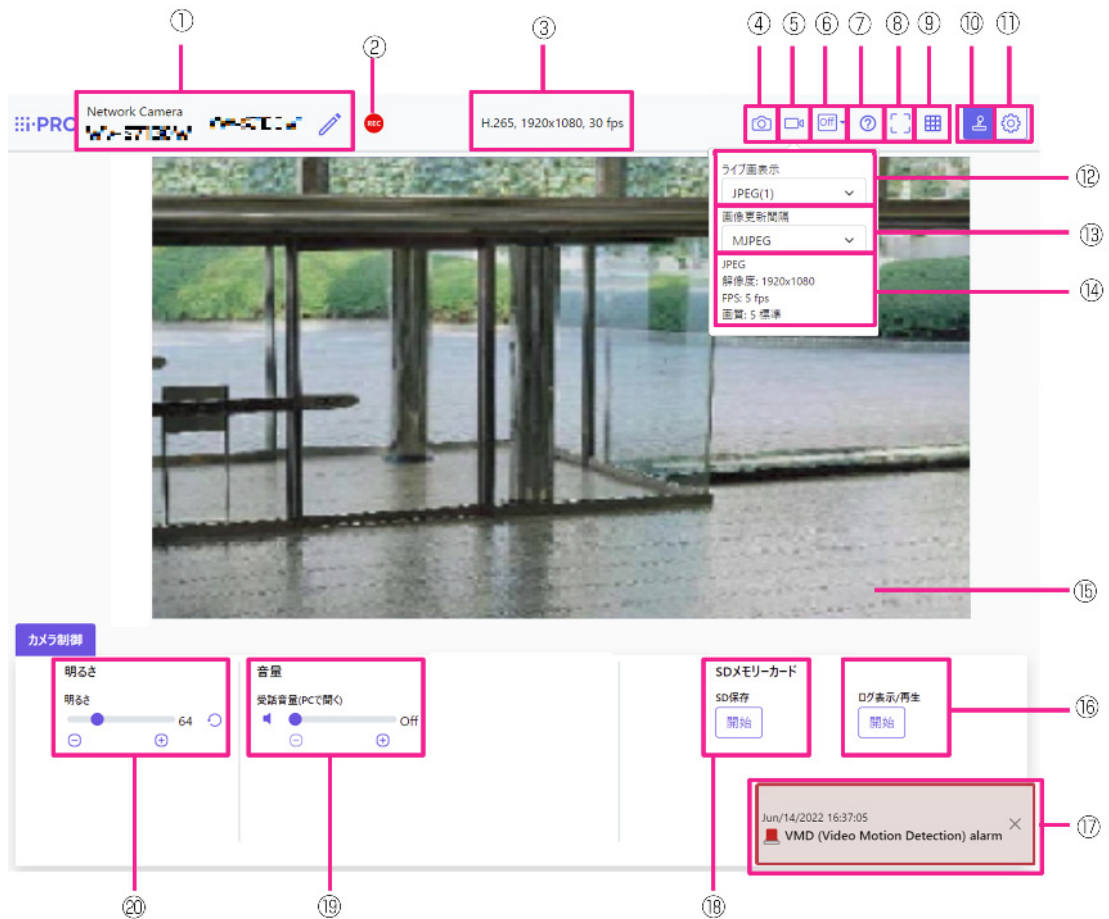 ① ② ③ ④ ⑤ ⑥ ⑦ ⑧ ⑨ ⑩ ⑪
i-PRO
Network Camera
REC
H.265, 1920x1080, 30 fps
Off
ライブ画表示
JPEG(1)
⑫
画像更新間隔
MJPEG
⑬
JPEG
解像度: 1920x1080
FPS: 5 fps
画質: 5 標準
⑭
⑮
カメラ制御
明るさ
明るさ
64
音量
受話音量(PCで聞く)
Off
SDメモリーカード
SD保存
開始
ログ表示/再生
開始
⑯
Jun/14/2022 16:37:05
VMD (Video Motion Detection) alarm
⑰
⑳ ⑲ ⑱